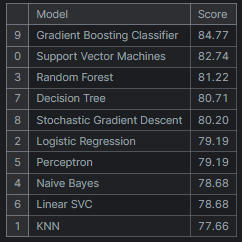 Model Score
9 Gradient Boosting Classifier 84.77
0 Support Vector Machines 82.74
3 Random Forest 81.22
7 Decision Tree 80.71
8 Stochastic Gradient Descent 80.20
2 Logistic Regression 79.19
5 Perceptron 79.19
4 Naive Bayes 78.68
6 Linear SVC 78.68
1 KNN 77.66